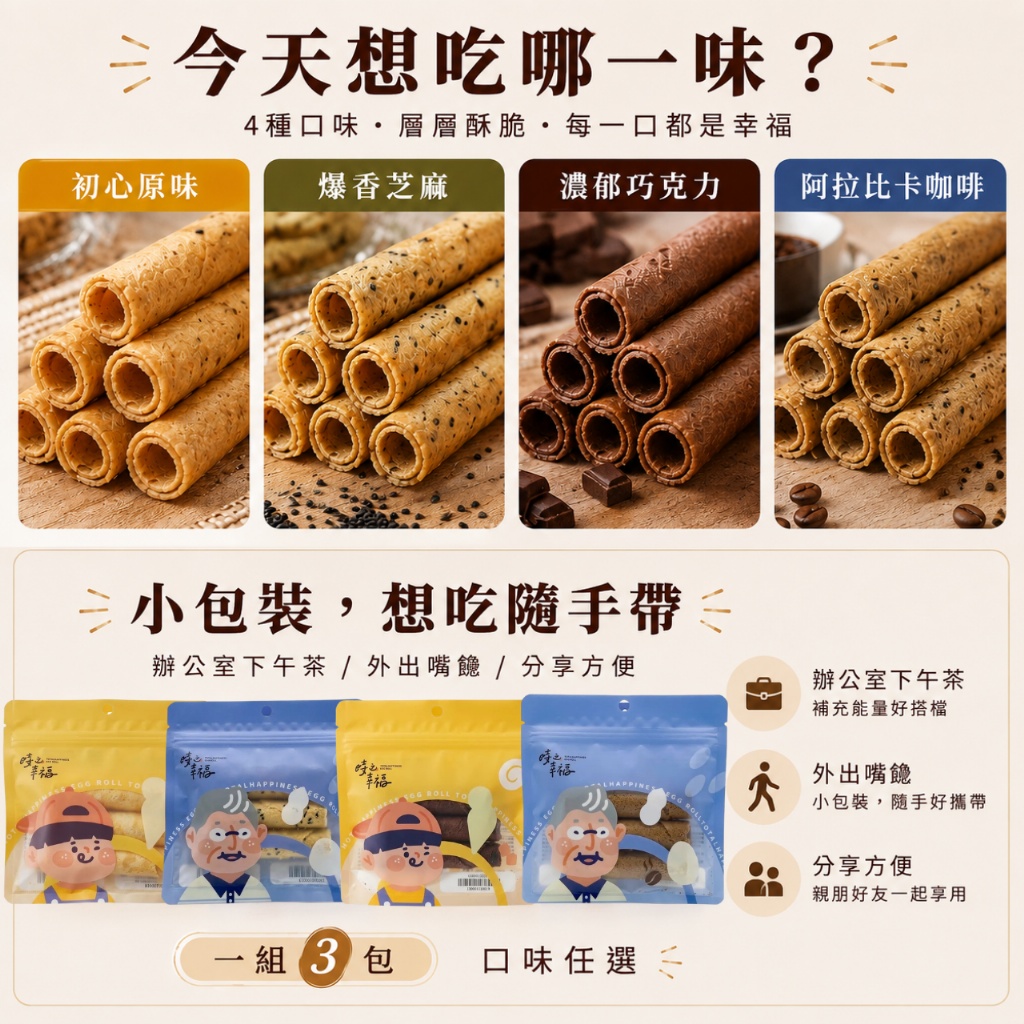 今天想吃哪一味？
4種口味・層層酥脆・每一口都是幸福
初心原味
爆香芝麻
濃郁巧克力
阿拉比卡咖啡
小包裝，想吃隨手帶
辦公室下午茶 / 外出嘴饞 / 分享方便
辦公室下午茶
補充能量好搭檔
外出嘴饞
小包裝，隨手好攜帶
分享方便
親朋好友一起享用
一組 3 包
口味任選